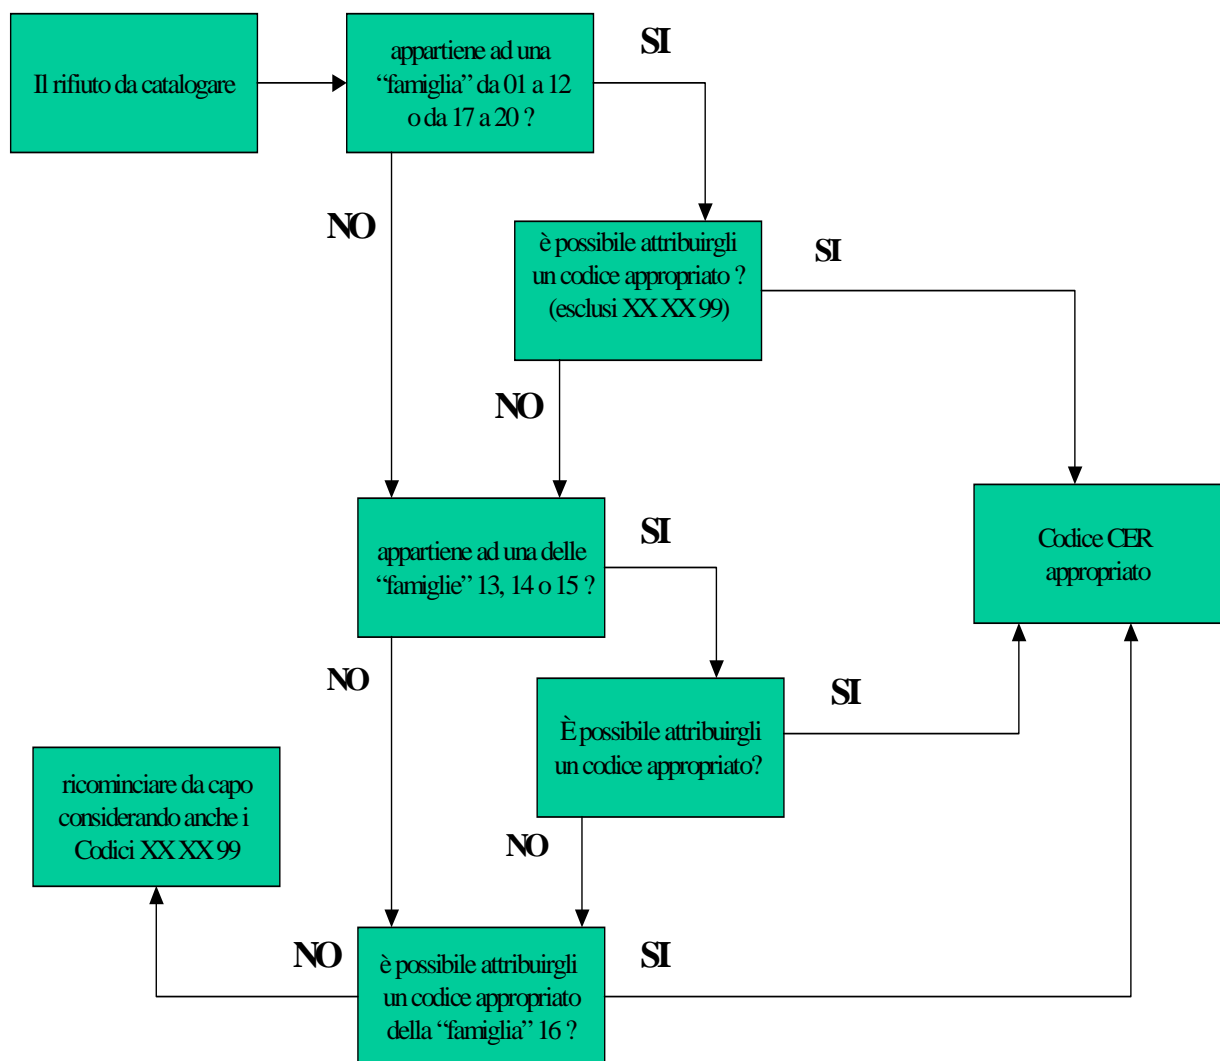 Il rifiuto da catalogare
appartiene ad una
“famiglia” da 01 a 12
o da 17 a 20 ?
SI
NO
è possibile attribuirgli
un codice appropriato ?
(esclusi XX XX 99)
SI
NO
appartiene ad una delle
“famiglie” 13, 14 o 15 ?
SI
NO
Codice CER
appropriato
È possibile attribuirgli
un codice appropriato?
SI
NO
ricominciare da capo
considerando anche i
Codici XX XX 99
NO
è possibile attribuirgli
un codice appropriato
della “famiglia” 16 ?
SI